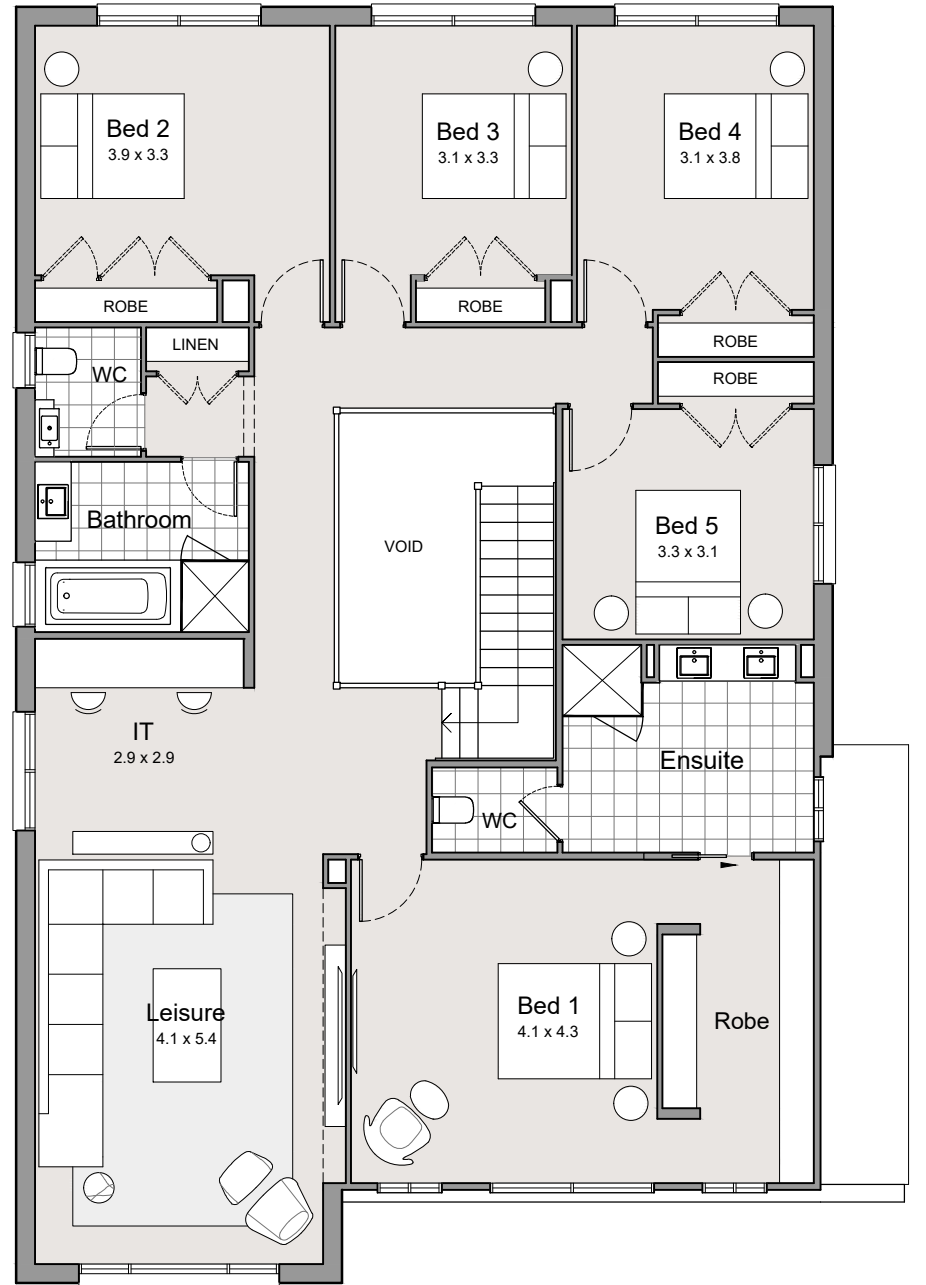 Bed 2
3.9 x 3.3
Bed 3
3.1 x 3.3
Bed 4
3.1 x 3.8
ROBE
ROBE
ROBE
LINEN
WC
ROBE
Bathroom
VOID
Bed 5
3.3 x 3.1
IT
2.9 x 2.9
Ensuite
WC
Leisure
4.1 x 5.4
Bed 1
4.1 x 4.3
Robe